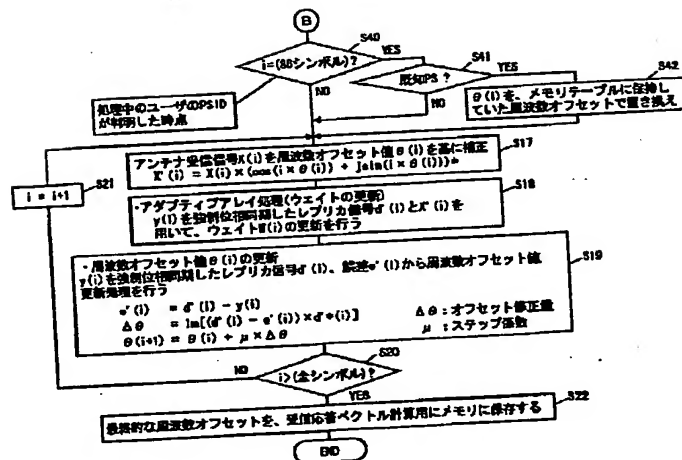 B
S40
i=(80シンボル)?
YES
NO
S41
既知PS ?
YES
NO
S42
θ(i)を、メモリテーブルに保持し
ていた周波数オフセットで置き換え
処理中のユーザのPSID
が判明した時点
S17
アンテナ受信信号X(i)を周波数オフセット値θ(i)を基に補正
X'(i) = X(i)×(cos(i×θ(i)) + jsin(i×θ(i)))*
S21
i = i+1
S18
・アダプティブアレイ処理(ウェイトの更新)
y(i)を強制位相同期したレプリカ信号d'(i)とX'(i)を
用いて、ウェイトW(i)の更新を行う
S19
・周波数オフセット値θ(i)の更新
y(i)を強制位相同期したレプリカ信号d'(i)、誤差e'(i)から周波数オフセット値
更新処理を行う
e'(i) = d'(i) - y(i)
Δθ = Im[(d'(i) - e'(i))×d'*(i)]
θ(i+1) = θ(i) + μ×Δθ
Δθ:オフセット修正量
μ:ステップ係数
S20
i>(全シンボル)?
NO
YES
S22
最終的な周波数オフセットを、受信応答ベクトル計算用にメモリに保存する
END